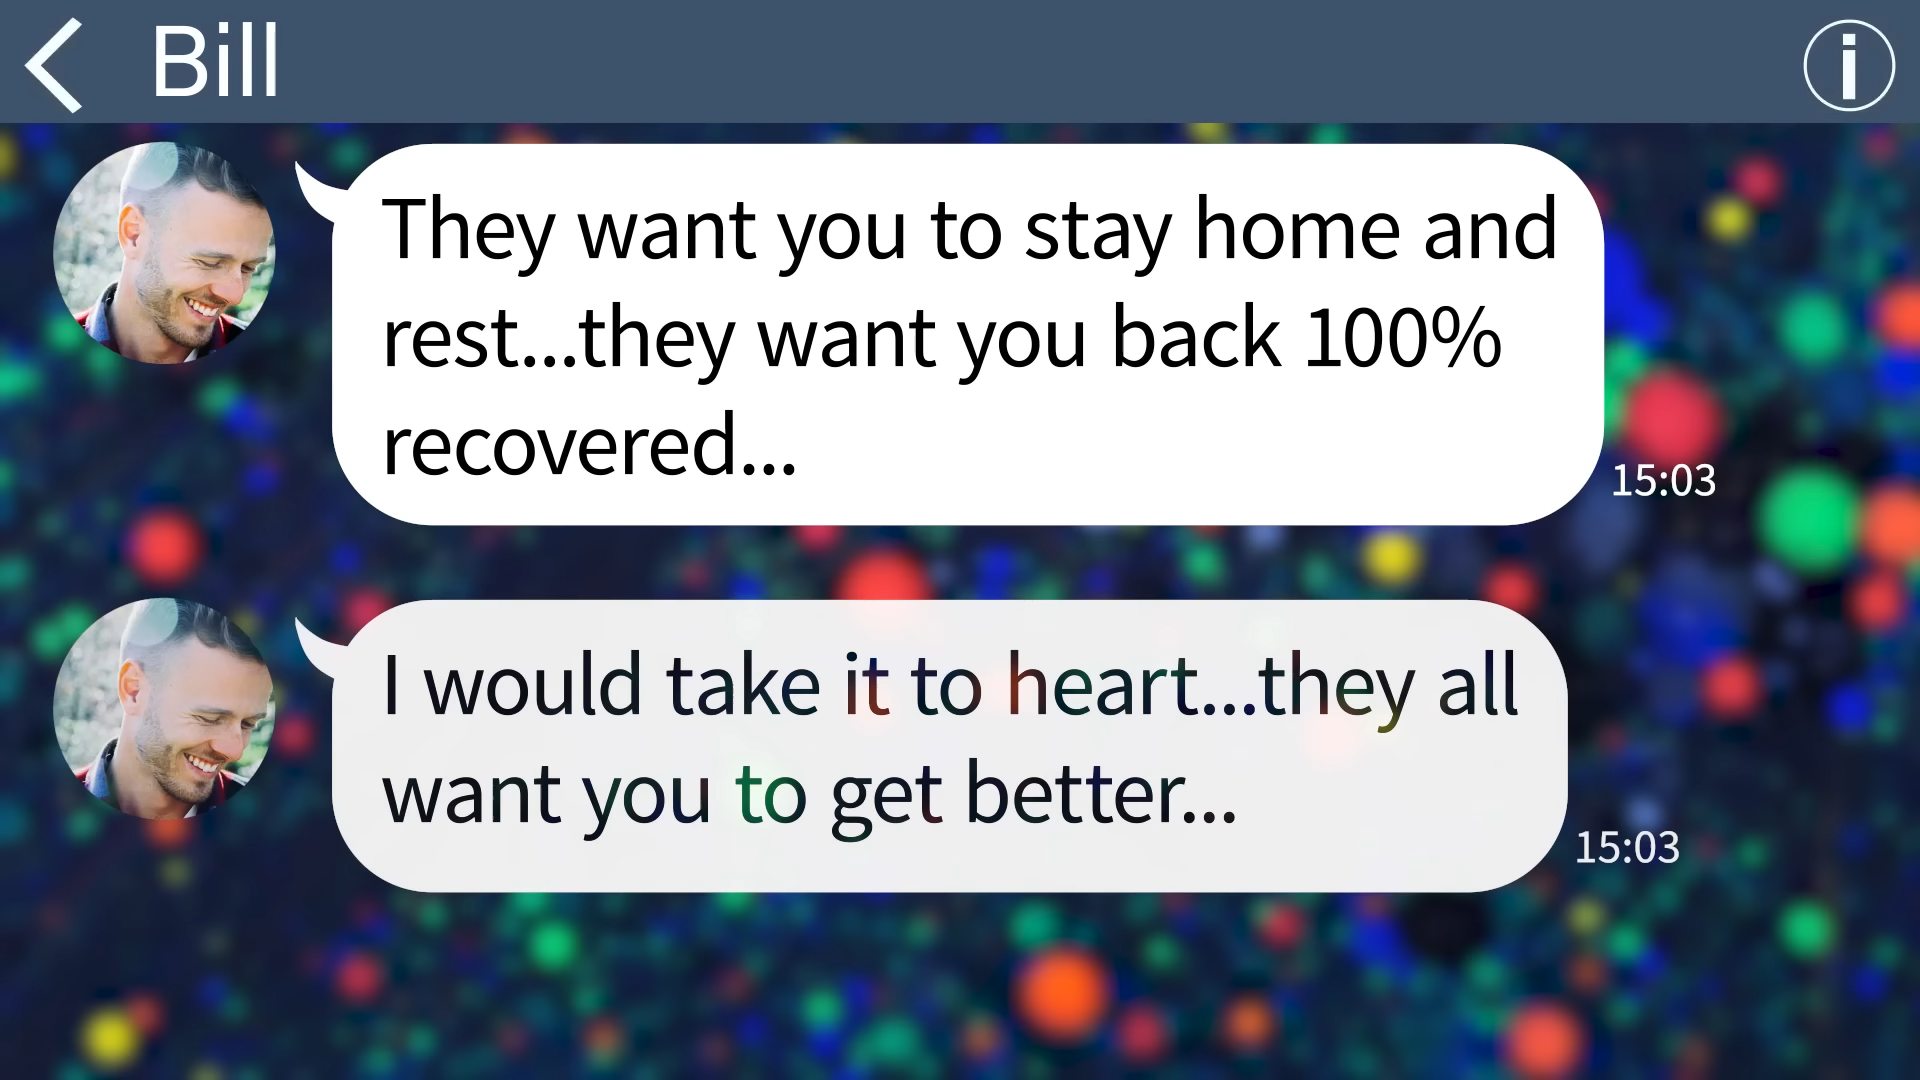 Bill
They want you to stay home and
rest...they want you back 100%
recovered...
15:03
I would take it to heart...they all
want you to get better...
15:03